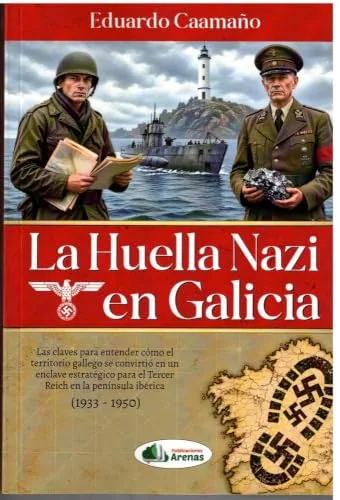 Eduardo Caamaño
La Huella Nazi
en Galicia
Las claves para entender cómo el
territorio gallego se convirtió en un
enclave estratégico para el Tercer
Reich en la península ibérica
(1933 - 1950)
Publicaciones
Arenas